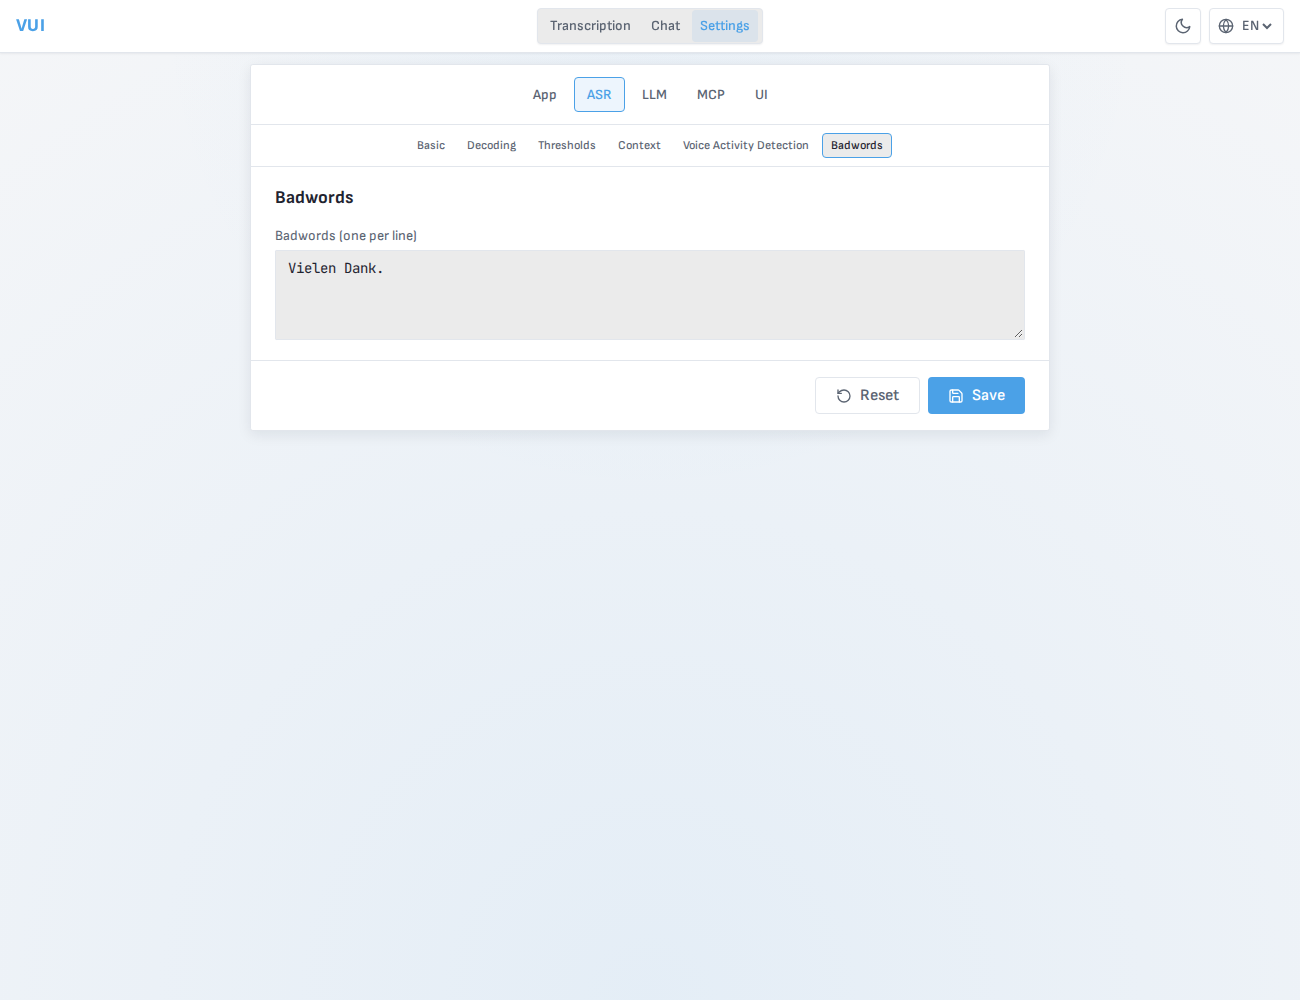 VUI
Transcription Chat Settings
EN
App ASR LLM MCP UI
Basic Decoding Thresholds Context Voice Activity Detection Badwords
Badwords
Badwords (one per line)
Vielen Dank.
Reset Save